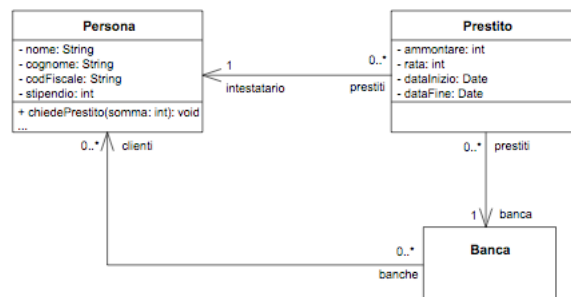 Persona
- nome: String
- cognome: String
- codFiscale: String
- stipendio: int
+ chiedePrestito(somma: int): void
...
Prestito
- ammontare: int
- rata: int
- dataInizio: Date
- dataFine: Date
1
0..*
intestatario
prestiti
0..*
clienti
0..*
prestiti
1
banca
0..*
banche
Banca